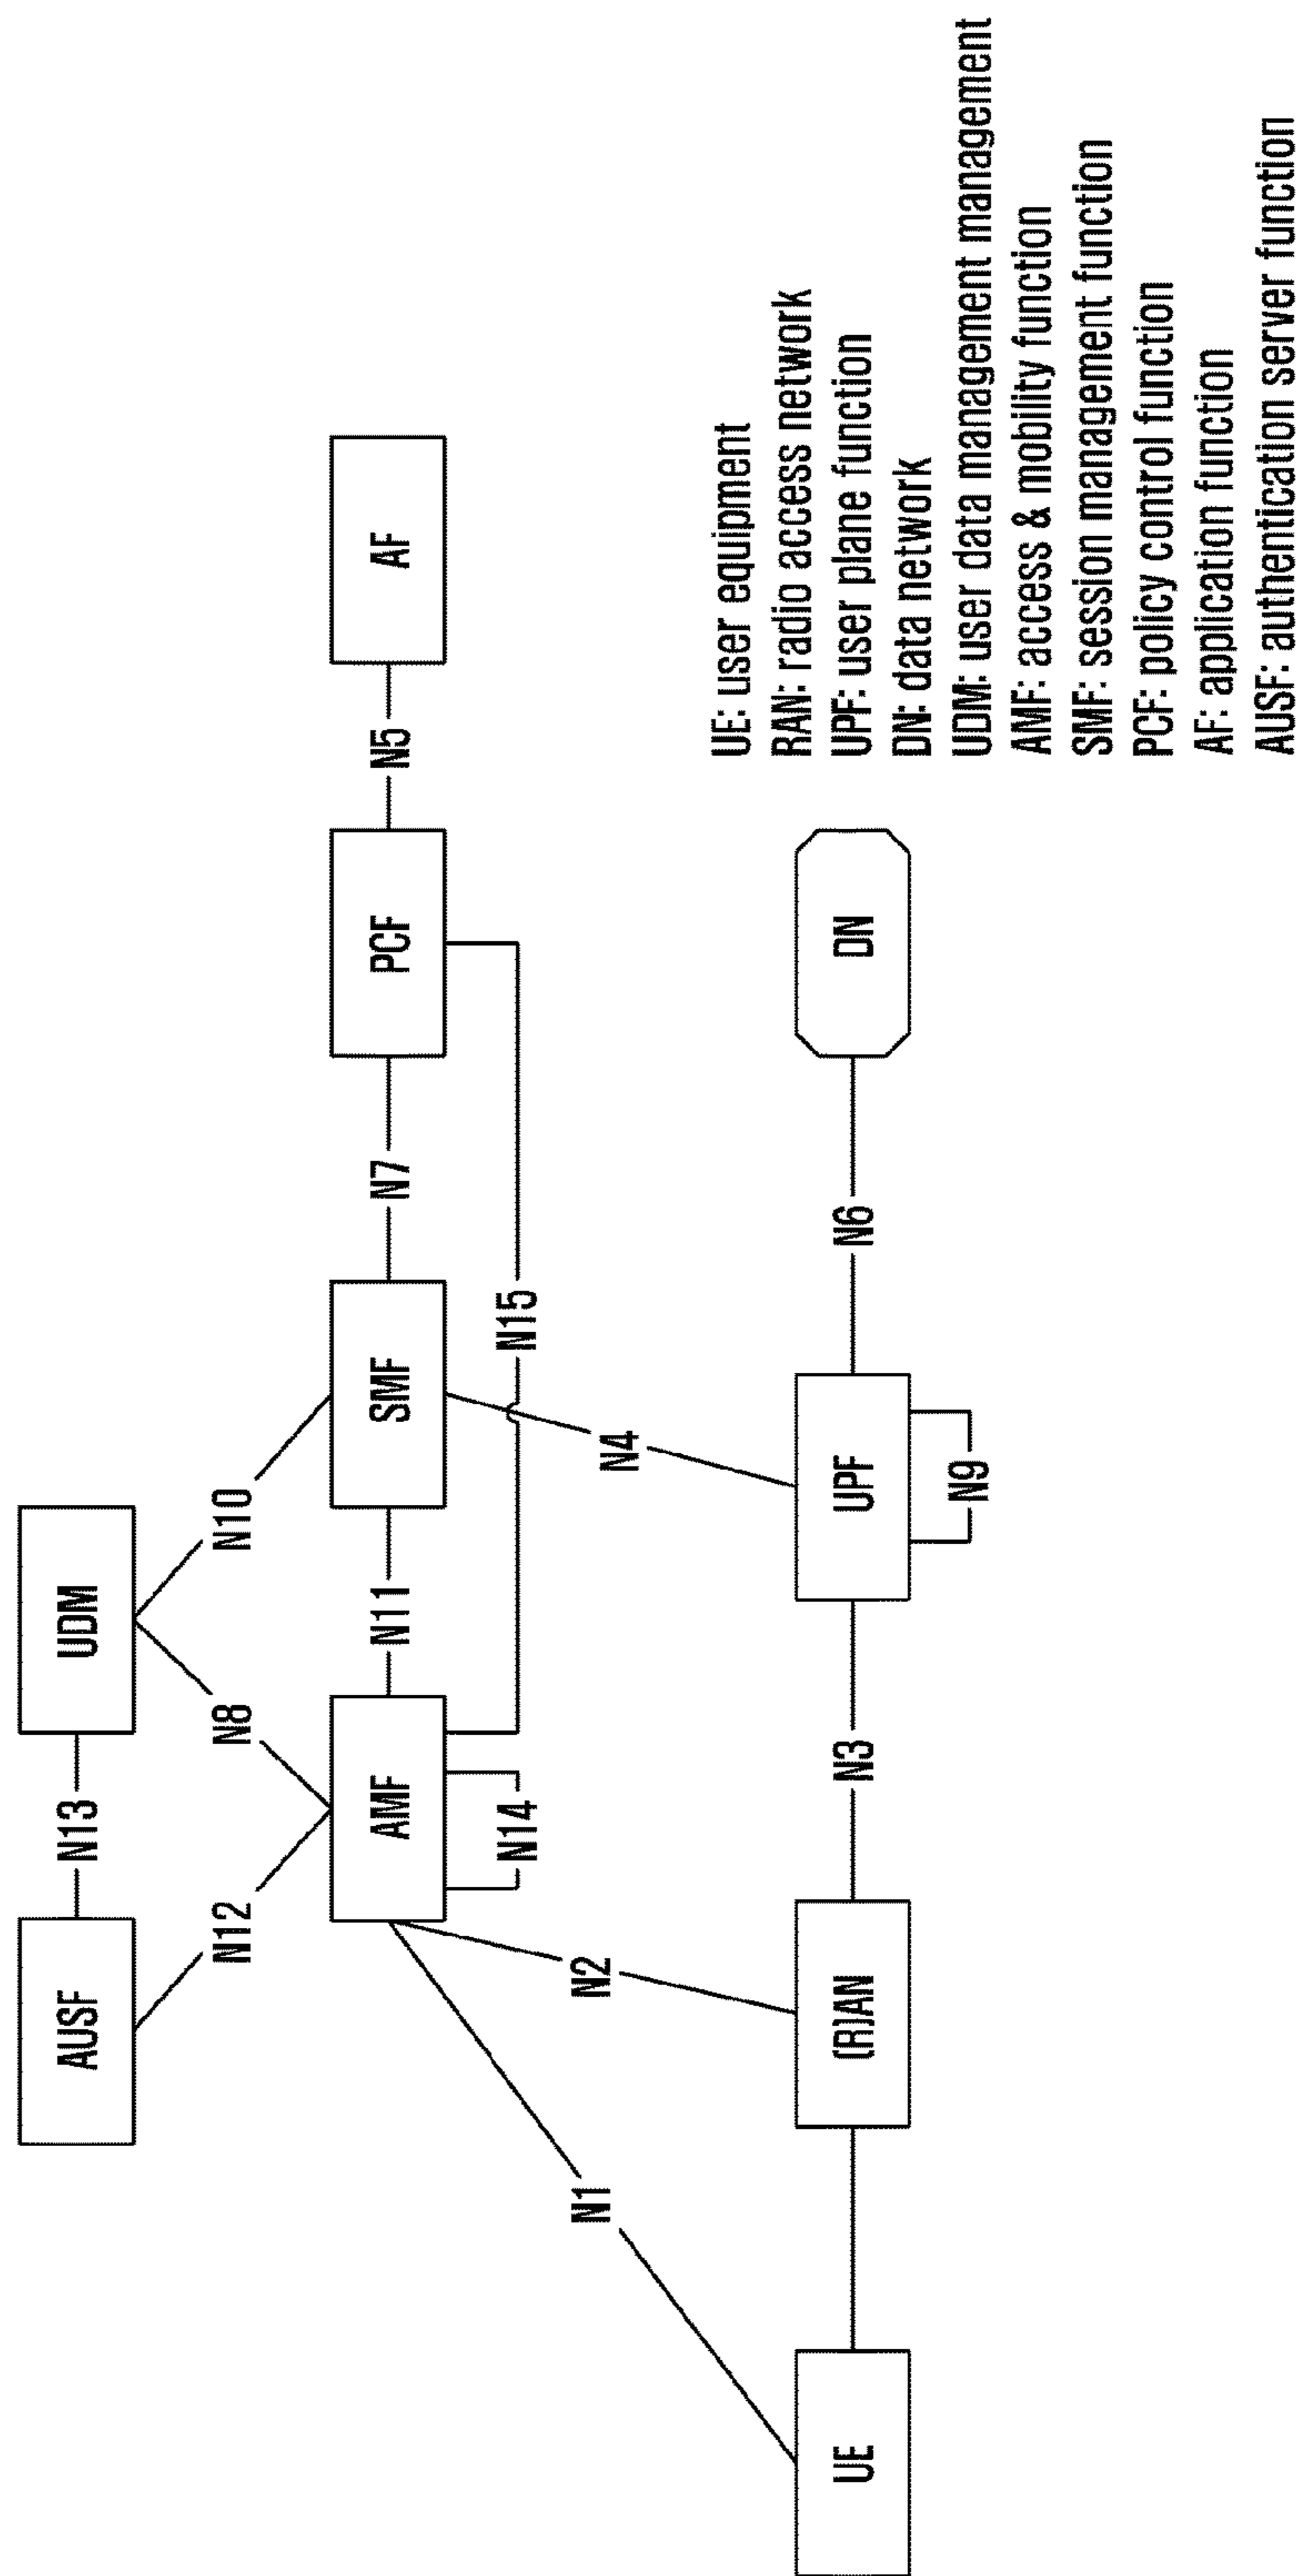 AUSF
N13
UDM
N12
N8
N10
AMF
N11
SMF
N7
PCF
N5
AF
N14
N15
N1
N2
N4
UE
(R)AN
N3
UPF
N6
DN
N9
UE: user equipment
RAN: radio access network
UPF: user plane function
DN: data network
UDM: user data management management
AMF: access & mobility function
SMF: session management function
PCF: policy control function
AF: application function
AUSF: authentication server function